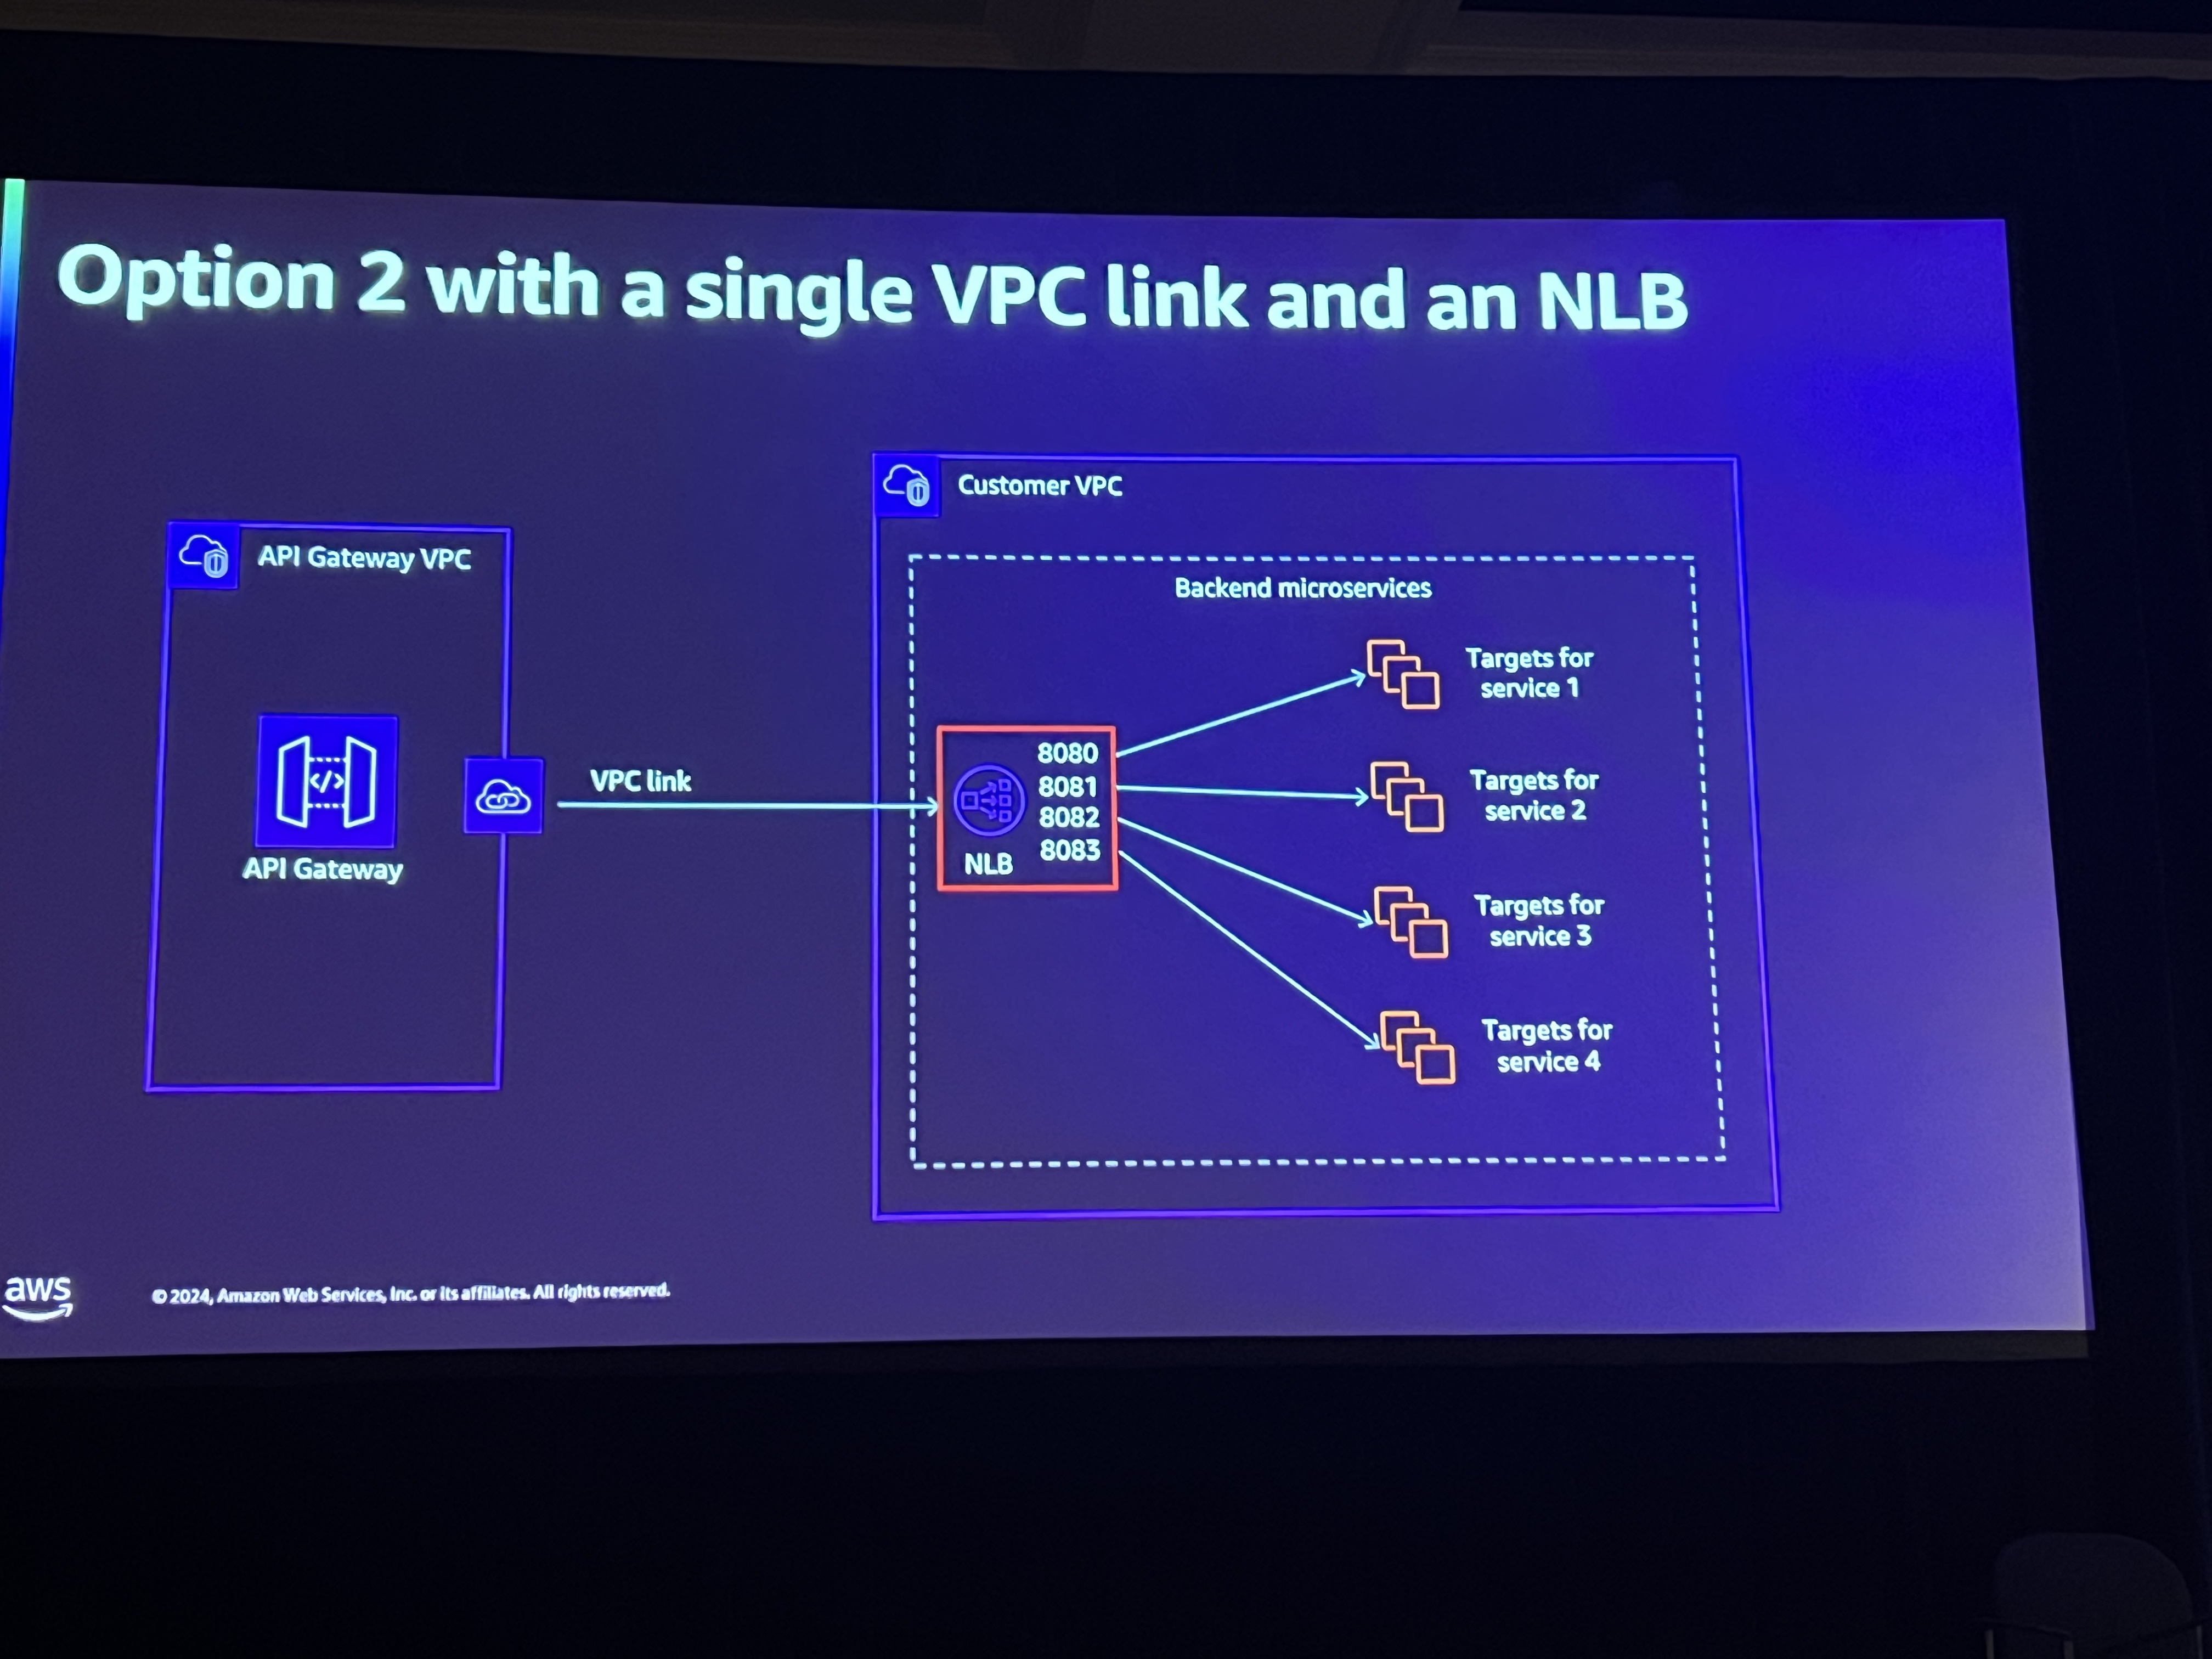 Option 2 with a single VPC link and an NLB
Customer VPC
API Gateway VPC
Backend microservices
Targets for
service 1
8080
8081
8082
8083
NLB
VPC link
Targets for
service 2
API Gateway
Targets for
service 3
Targets for
service 4
aws
© 2024, Amazon Web Services, Inc. or its affiliates. All rights reserved.